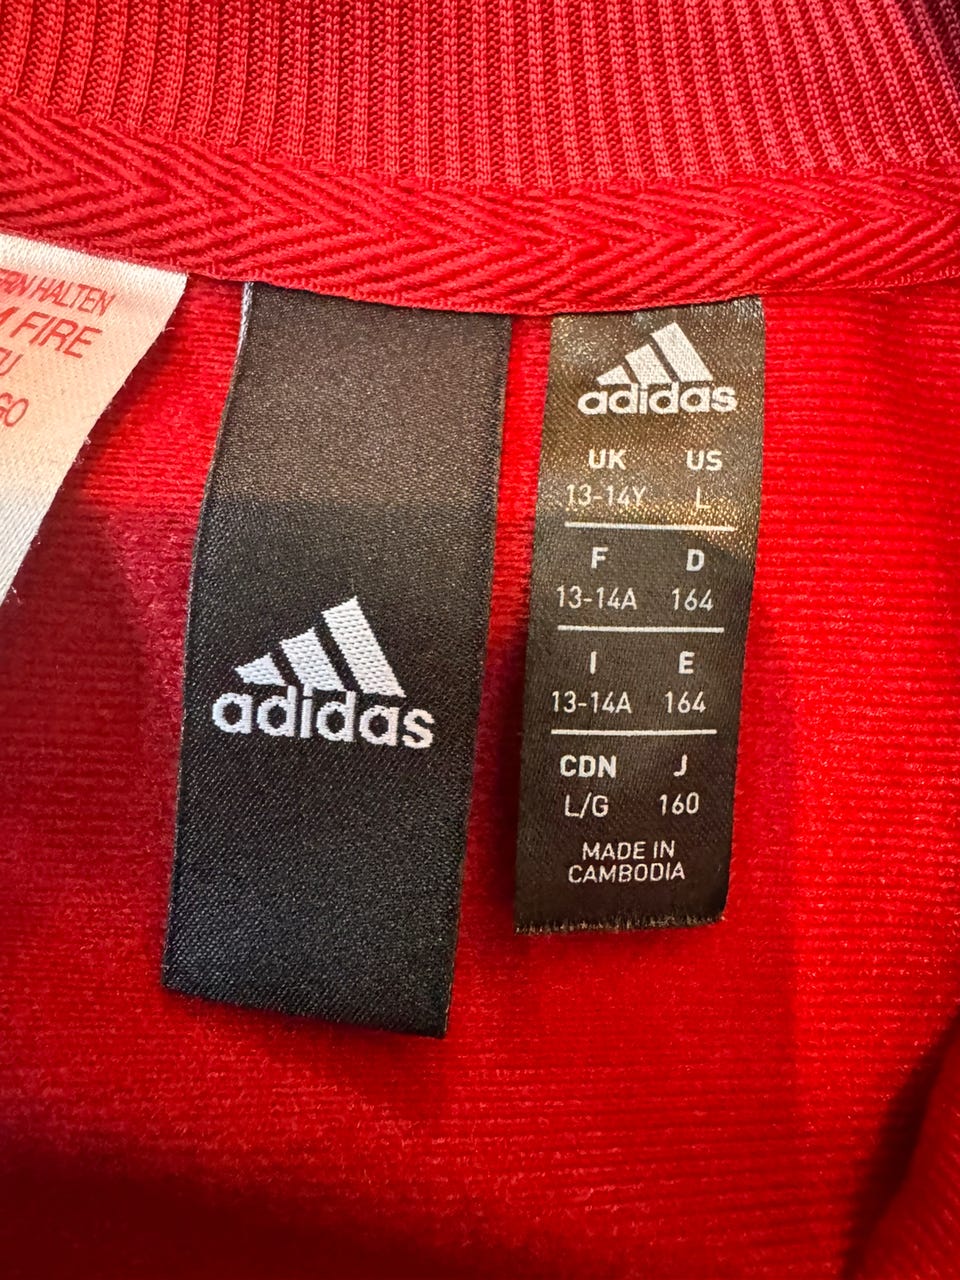 HALTEN
FIRE
adidas
adidas
UK US
13-14Y L
F D
13-14A 164
I E
13-14A 164
CDN J
L/G 160
MADE IN
CAMBODIA